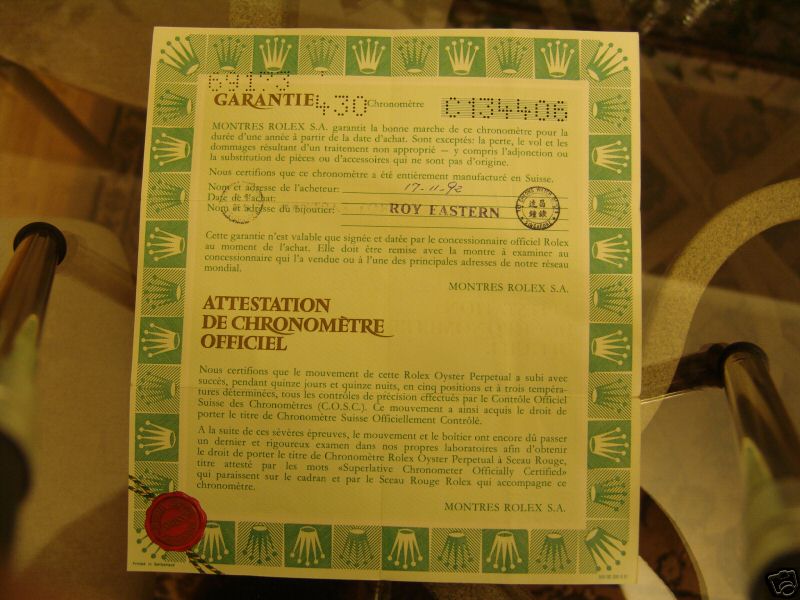 69173
GARANTIE 430 Chronomètre C134406
MONTRES ROLEX S.A. garantit la bonne marche de ce chronomètre pour la
durée d'une année à partir de la date d'achat. Sont exceptés: la perte, le vol et les
dommages résultant d'un traitement non approprié – y compris l'adjonction ou
la substitution de pièces ou d'accessoires qui ne sont pas d'origine.
Nous certifions que ce chronomètre a été entièrement manufacturé en Suisse.
Nom et adresse de l'acheteur: 17-11-92
Date de l'achat:
Nom et adresse du bijoutier: ROY EASTERN
Cette garantie n'est valable que signée et datée par le concessionnaire officiel Rolex
au moment de l'achat. Elle doit être remise avec la montre à examiner au
concessionnaire qui l'a vendue ou à l'une des principales adresses de notre réseau
mondial.
MONTRES ROLEX S.A.
ATTESTATION
DE CHRONOMÈTRE
OFFICIEL
Nous certifions que le mouvement de cette Rolex Oyster Perpetual a subi avec
succès, pendant quinze jours et quinze nuits, en cinq positions et à trois tempéra-
tures déterminées, tous les contrôles de précision effectués par le Contrôle Officiel
Suisse des Chronomètres (C.O.S.C.). Ce mouvement a ainsi acquis le droit de
porter le titre de Chronomètre Suisse Officiellement Contrôlé.
A la suite de ces sévères épreuves, le mouvement et le boîtier ont encore dû passer
un dernier et rigoureux examen dans nos propres laboratoires afin d'obtenir
le droit de porter le titre de Chronomètre Rolex Oyster Perpetual à Sceau Rouge,
titre attesté par les mots «Superlative Chronometer Officially Certified»
qui paraissent sur le cadran et par le Sceau Rouge Rolex qui accompagne ce
chronomètre.
MONTRES ROLEX S.A.
Printed in Switzerland